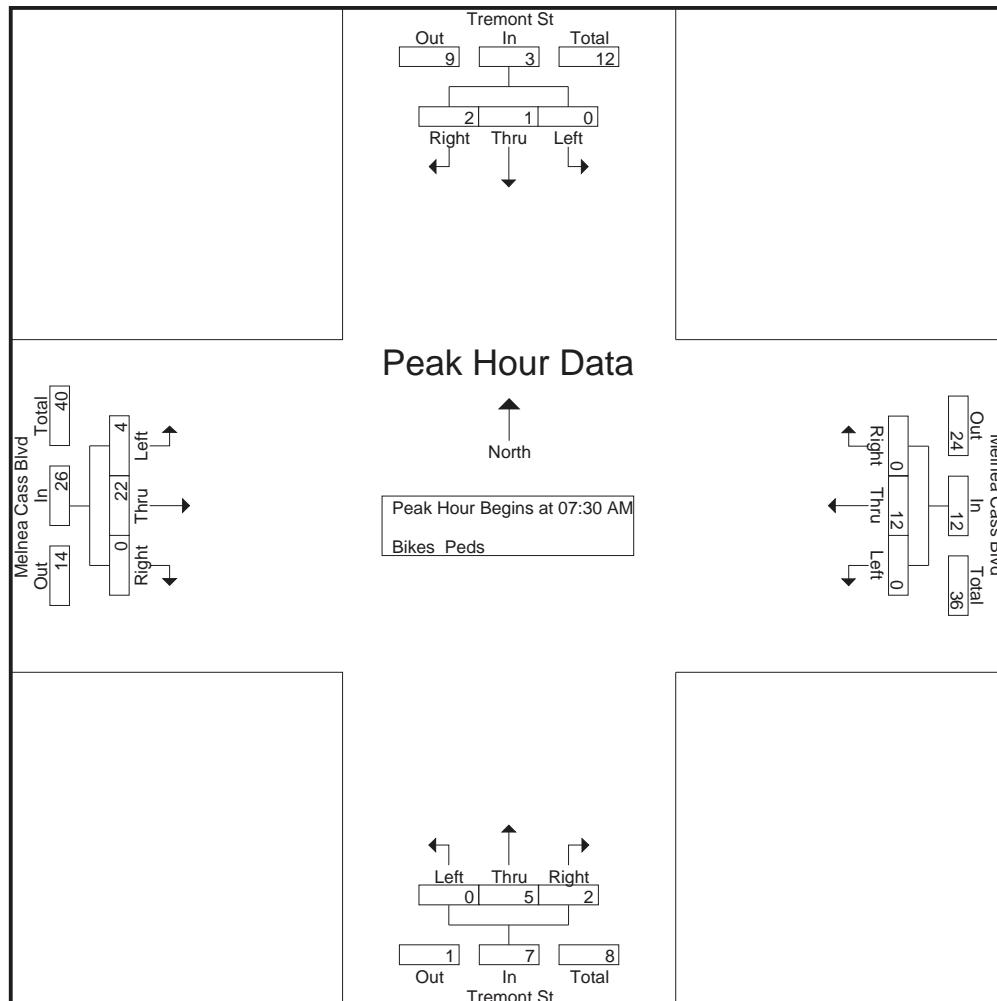 Tremont St
Out In Total
9 3 12
2 1 0
Right Thru Left
Peak Hour Data
North
Peak Hour Begins at 07:30 AM
Bikes Peds
Melnea Cass Blvd
Total In Out
40 26 14
4 22 0
Left Thru Right
Melnea Cass Blvd
Out In Total
24 12 36
0 12 0
Right Thru Left
Left Thru Right
0 5 2
1 7 8
Out In Total
Tremont St